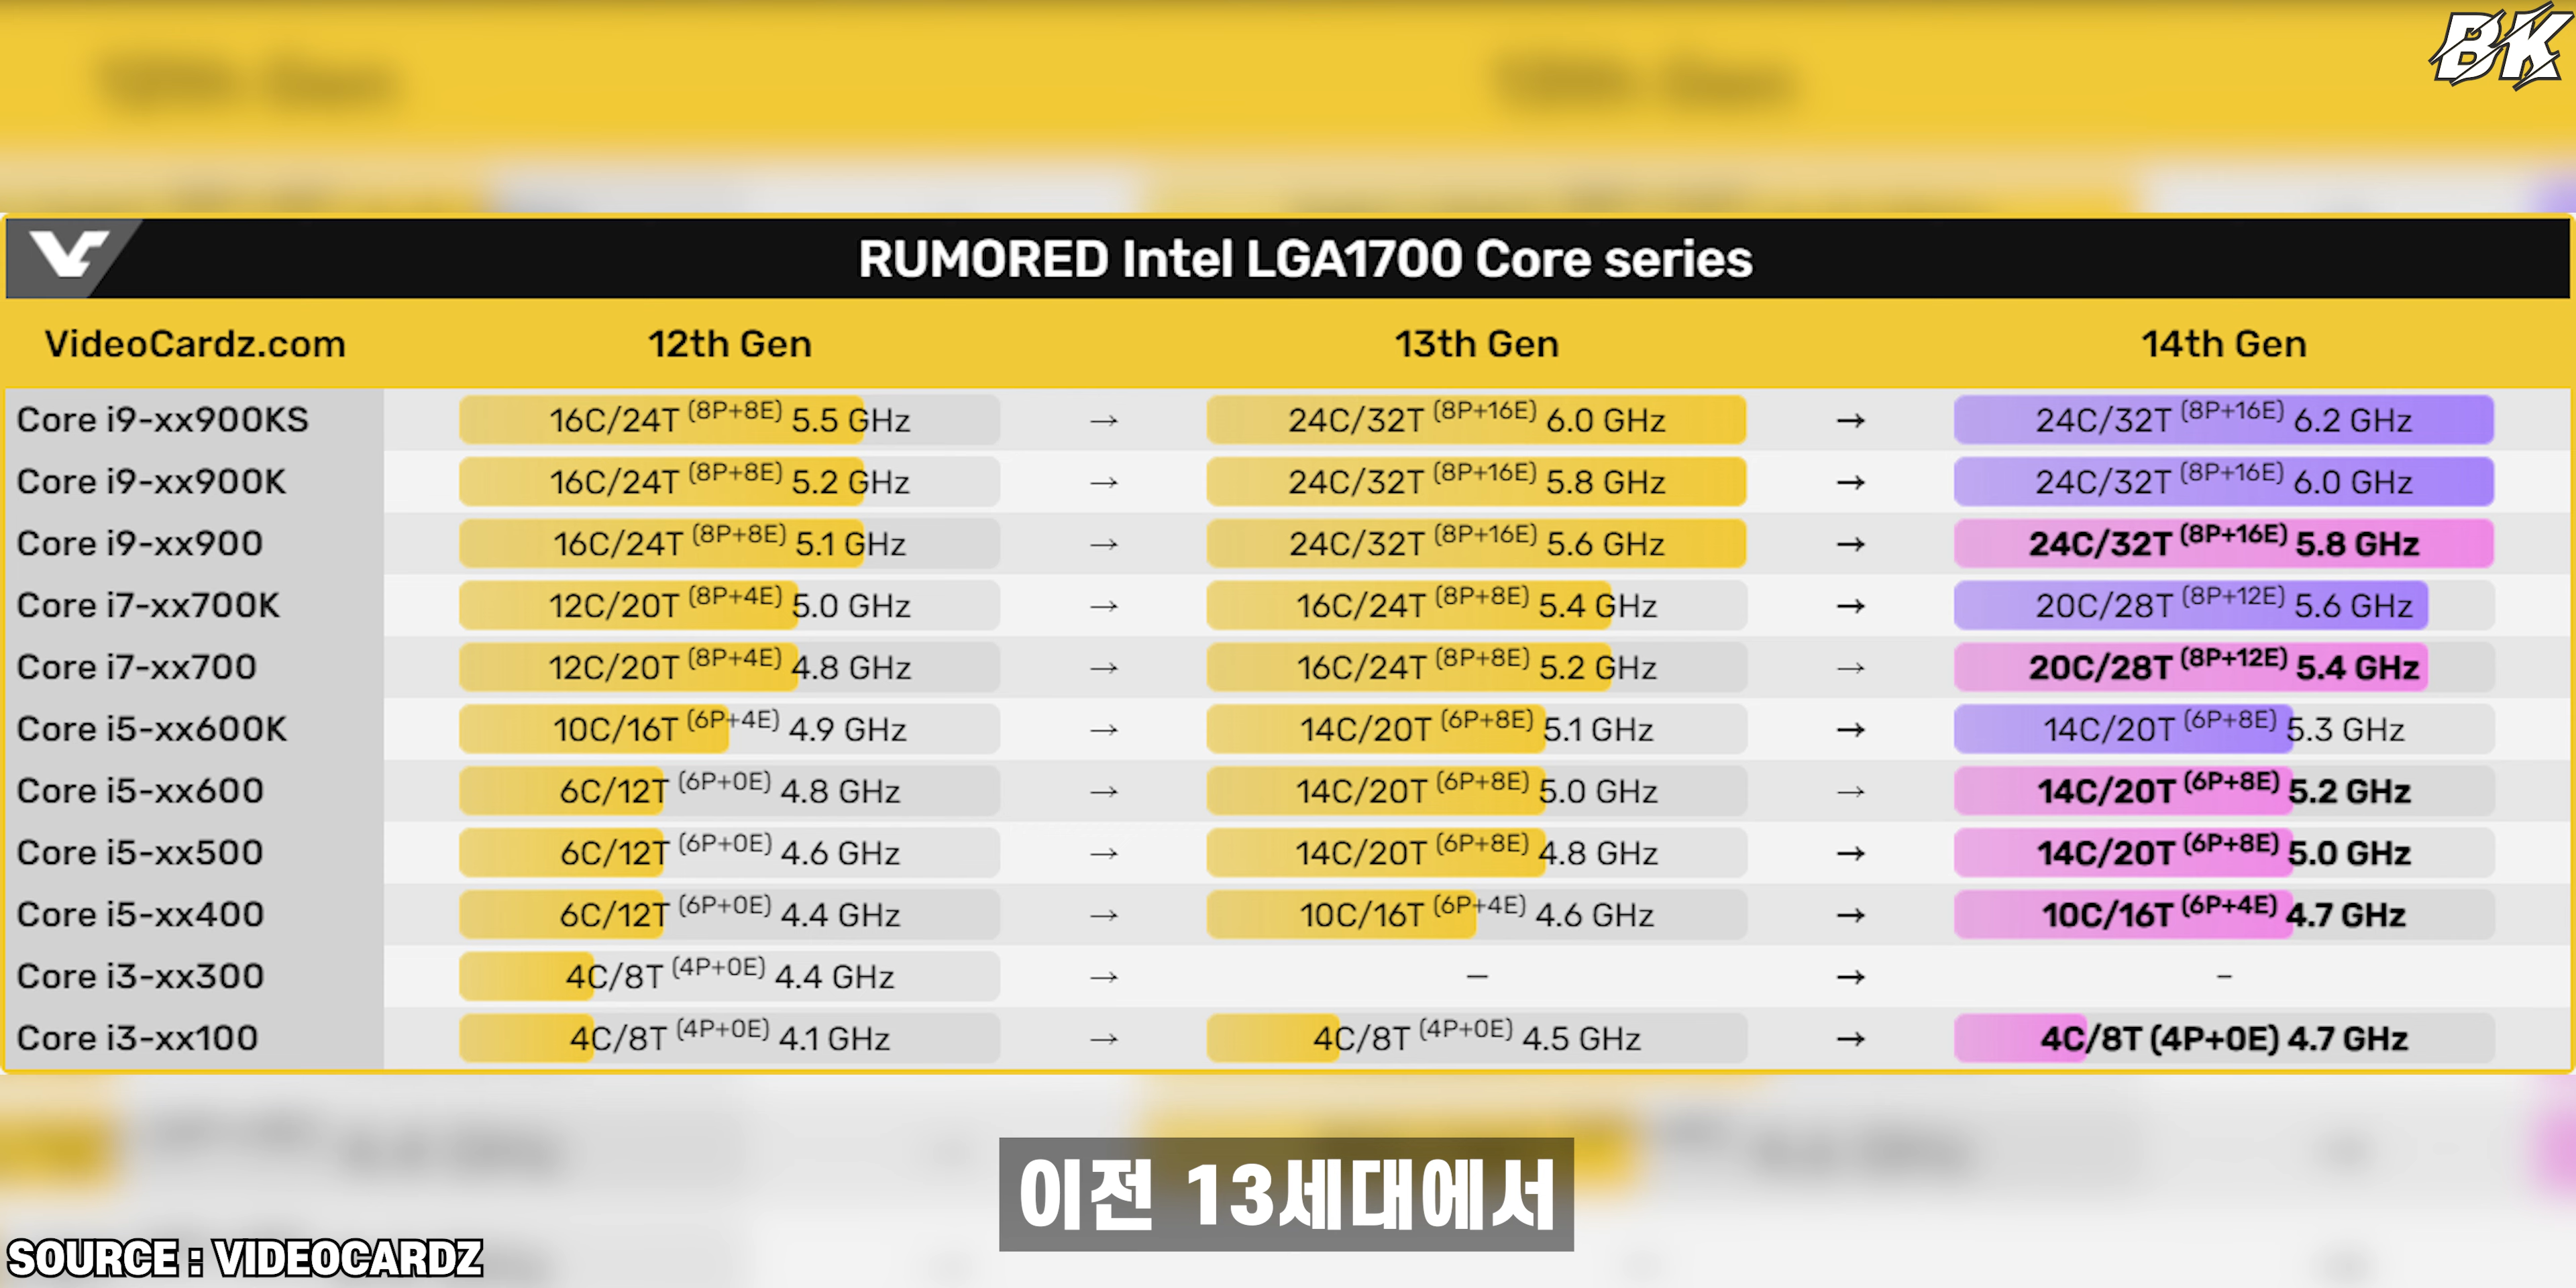 BK
RUMORED Intel LGA1700 Core series
VideoCardz.com 12th Gen 13th Gen 14th Gen
Core i9-xx900KS 16C/24T (8P+8E) 5.5 GHz → 24C/32T (8P+16E) 6.0 GHz → 24C/32T (8P+16E) 6.2 GHz
Core i9-xx900K 16C/24T (8P+8E) 5.2 GHz → 24C/32T (8P+16E) 5.8 GHz → 24C/32T (8P+16E) 6.0 GHz
Core i9-xx900 16C/24T (8P+8E) 5.1 GHz → 24C/32T (8P+16E) 5.6 GHz → 24C/32T (8P+16E) 5.8 GHz
Core i7-xx700K 12C/20T (8P+4E) 5.0 GHz → 16C/24T (8P+8E) 5.4 GHz → 20C/28T (8P+12E) 5.6 GHz
Core i7-xx700 12C/20T (8P+4E) 4.8 GHz → 16C/24T (8P+8E) 5.2 GHz → 20C/28T (8P+12E) 5.4 GHz
Core i5-xx600K 10C/16T (6P+4E) 4.9 GHz → 14C/20T (6P+8E) 5.1 GHz → 14C/20T (6P+8E) 5.3 GHz
Core i5-xx600 6C/12T (6P+0E) 4.8 GHz → 14C/20T (6P+8E) 5.0 GHz → 14C/20T (6P+8E) 5.2 GHz
Core i5-xx500 6C/12T (6P+0E) 4.6 GHz → 14C/20T (6P+8E) 4.8 GHz → 14C/20T (6P+8E) 5.0 GHz
Core i5-xx400 6C/12T (6P+0E) 4.4 GHz → 10C/16T (6P+4E) 4.6 GHz → 10C/16T (6P+4E) 4.7 GHz
Core i3-xx300 4C/8T (4P+0E) 4.4 GHz → – → -
Core i3-xx100 4C/8T (4P+0E) 4.1 GHz → 4C/8T (4P+0E) 4.5 GHz → 4C/8T (4P+0E) 4.7 GHz
이전 13세대에서
SOURCE : VIDEOCARDZ